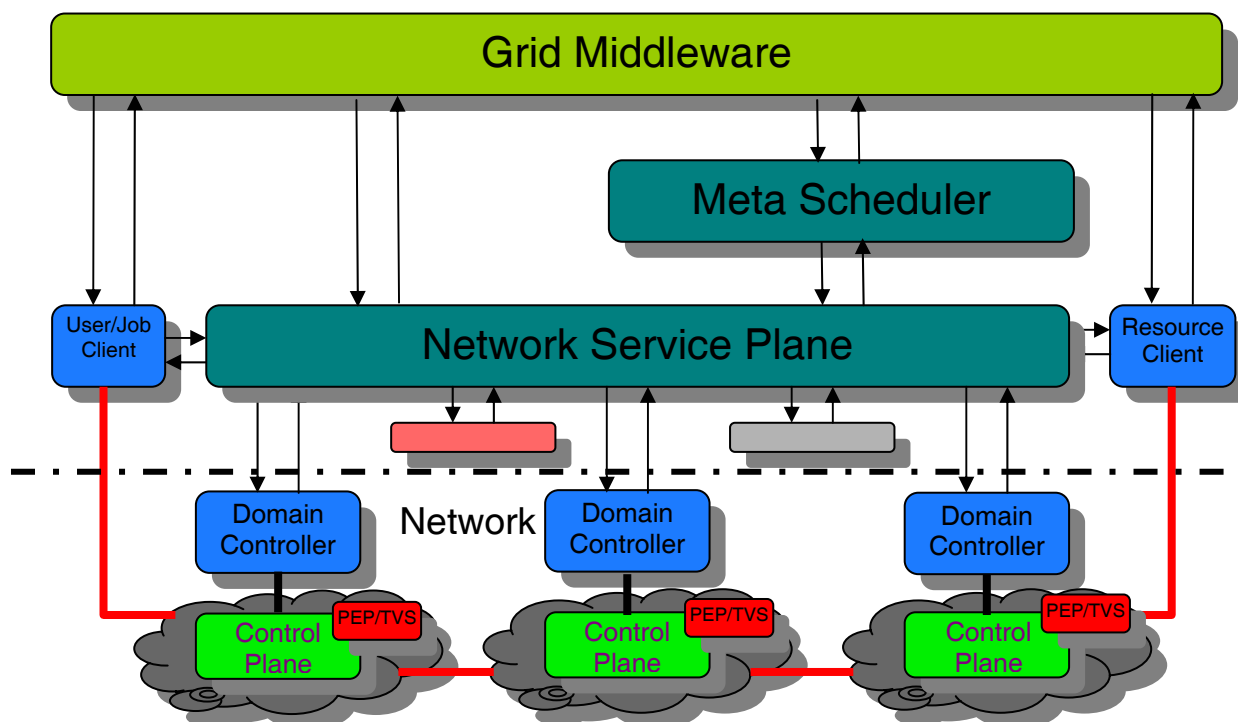 Grid Middleware
Meta Scheduler
User/Job
Client
Network Service Plane
Resource
Client
Domain
Controller
Network
Domain
Controller
Domain
Controller
Control
Plane
PEP/TVS
Control
Plane
PEP/TVS
Control
Plane
PEP/TVS